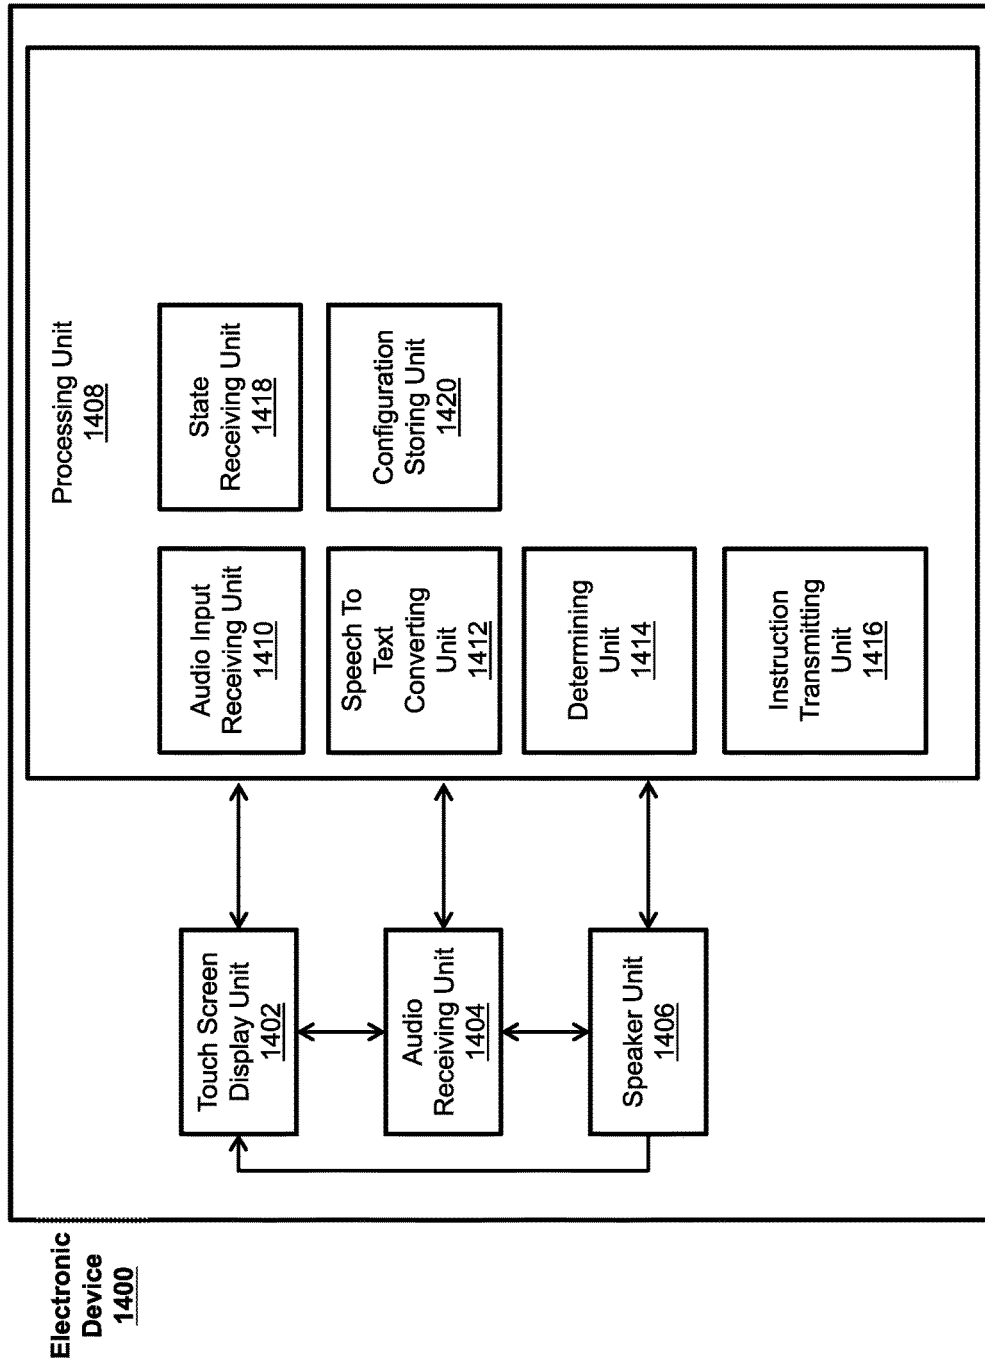 Electronic
Device
1400
Touch Screen
Display Unit
1402
Audio
Receiving Unit
1404
Speaker Unit
1406
Processing Unit
1408
Audio Input
Receiving Unit
1410
Speech To
Text
Converting
Unit
1412
Determining
Unit
1414
Instruction
Transmitting
Unit
1416
State
Receiving Unit
1418
Configuration
Storing Unit
1420